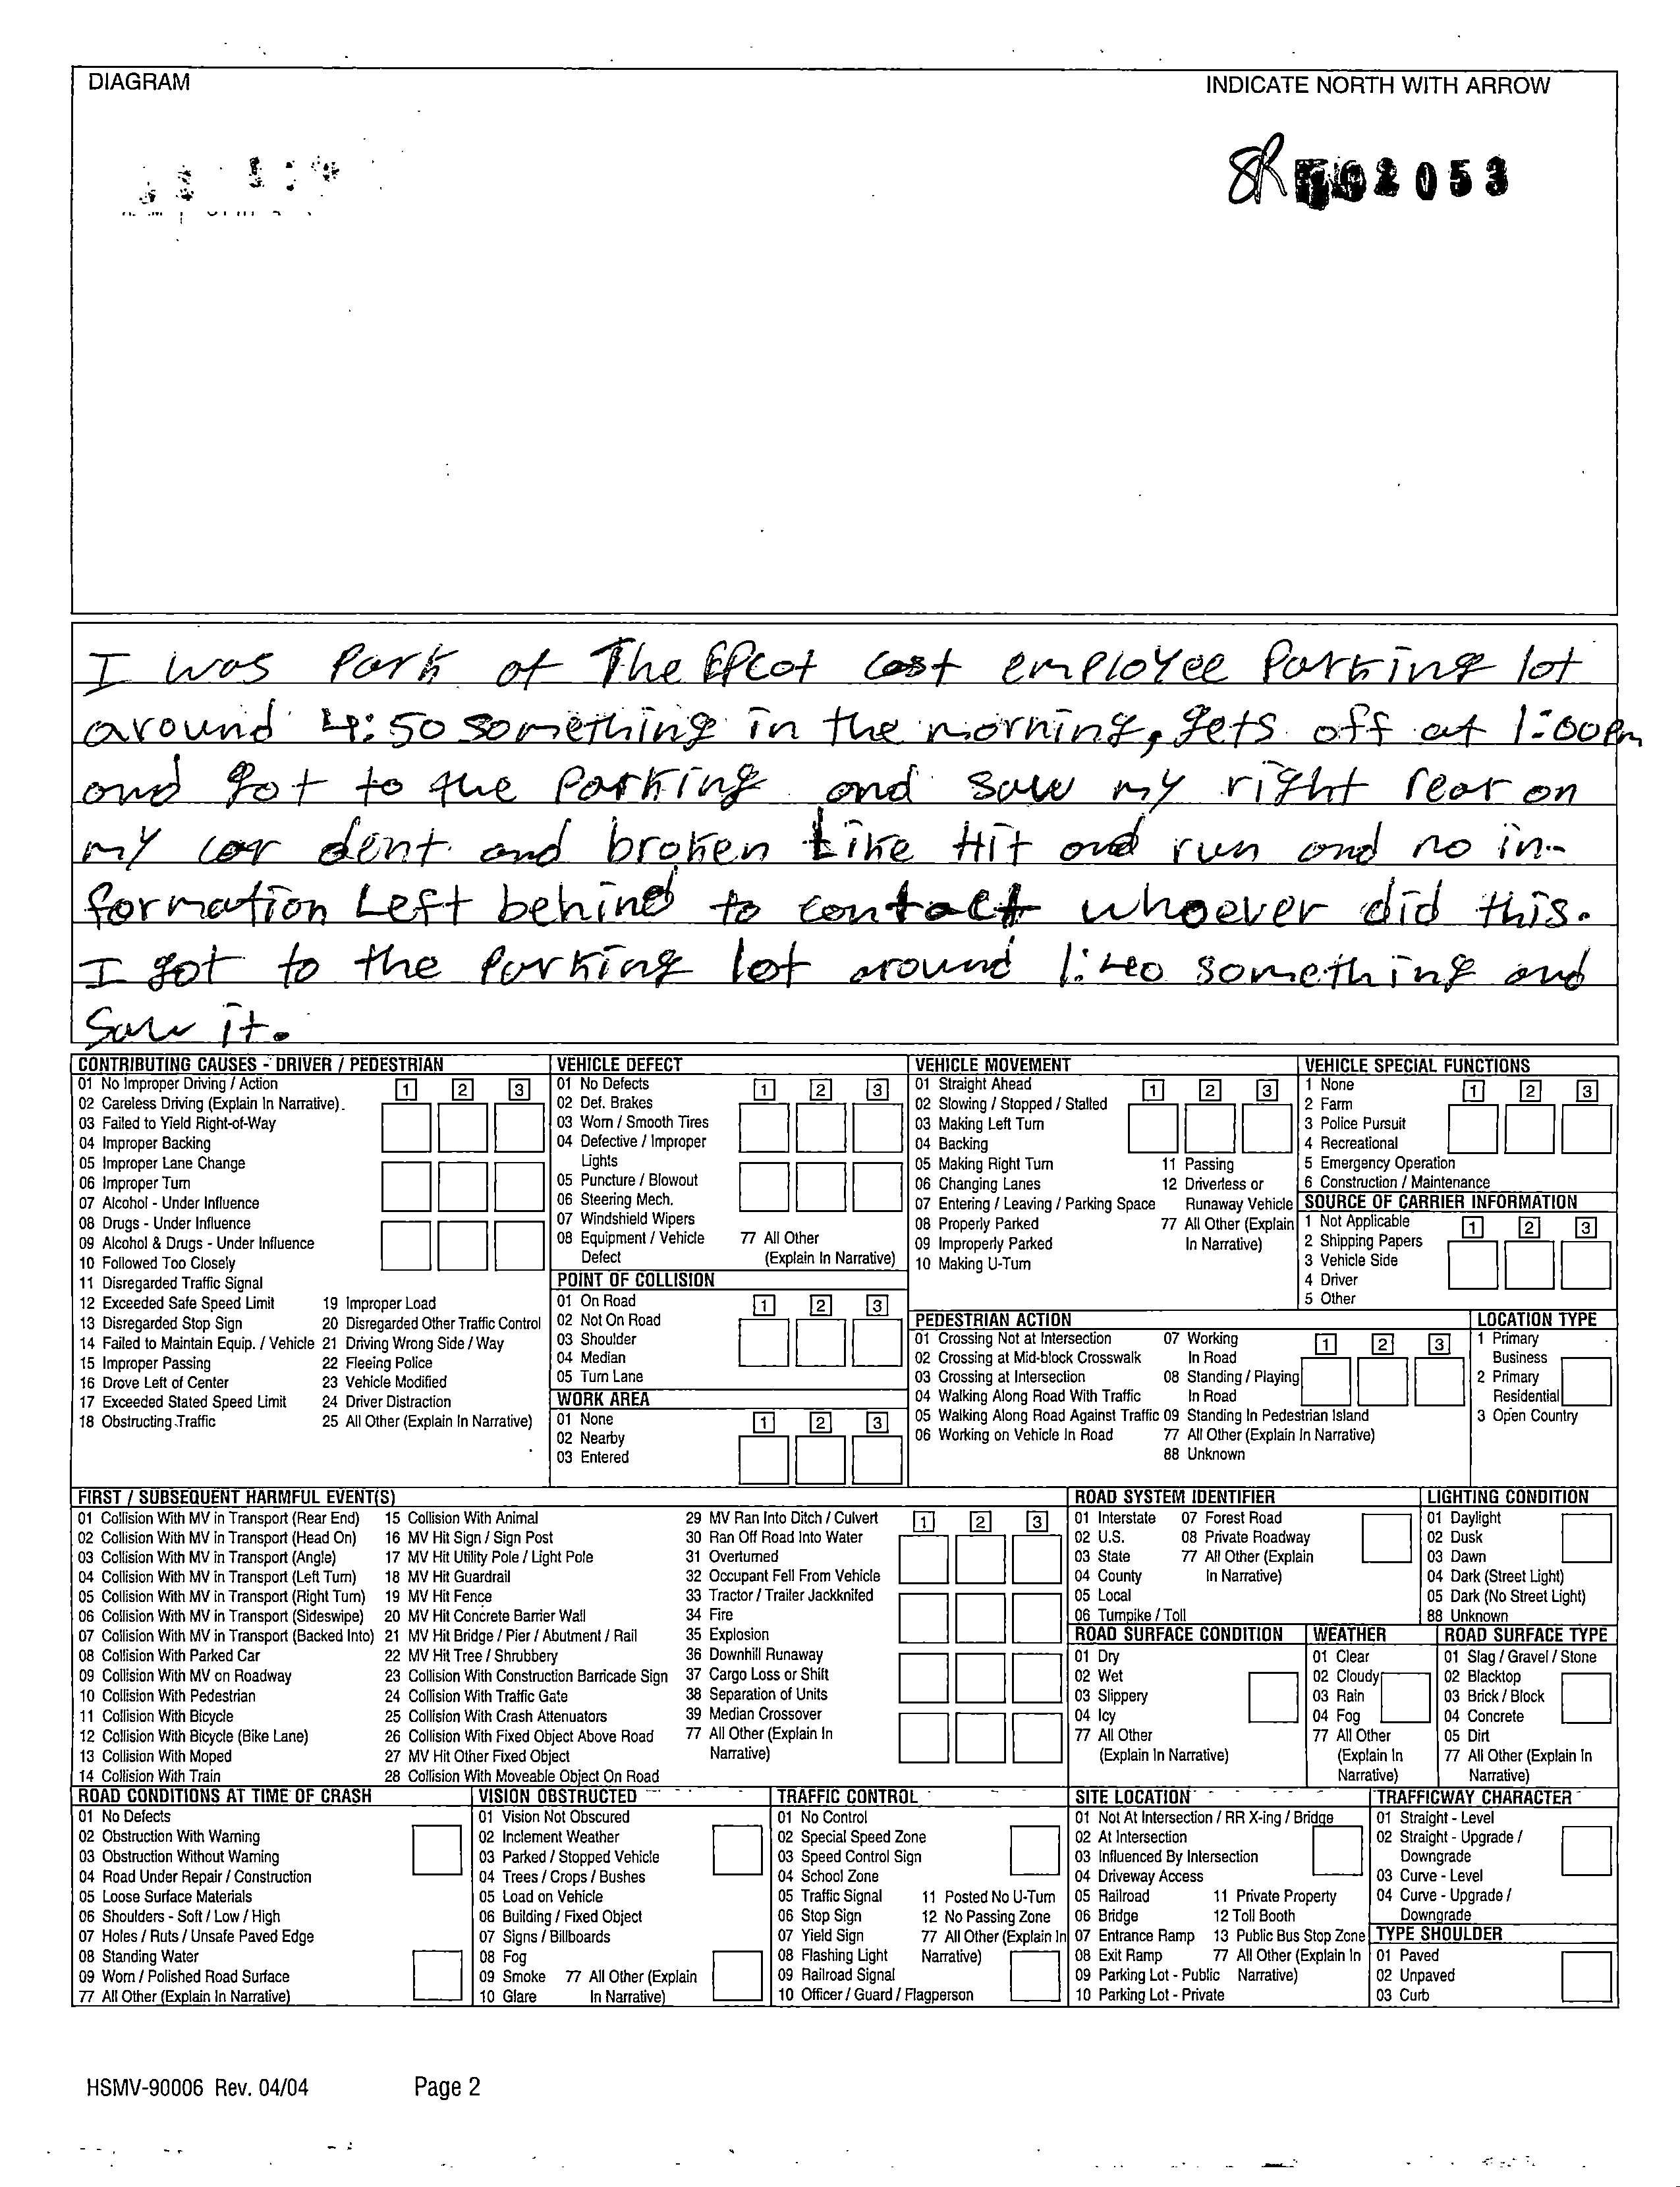 DIAGRAM
INDICATE NORTH WITH ARROW
2 0 5 3
I was Park at The EPcot cast employee Parking lot
around 4:50 something in the morning, gets off at 1:00Pm
and got to the Parking and saw my right rear on
my car dent and broken Like Hit and run and no in-
formation Left behind to contact whoever did this.
I got to the Parking lot around 1:40 something and
Saw it.
CONTRIBUTING CAUSES - DRIVER / PEDESTRIAN
01 No Improper Driving / Action
1 2 3
02 Careless Driving (Explain In Narrative)
03 Failed to Yield Right-of-Way
04 Improper Backing
05 Improper Lane Change
06 Improper Turn
07 Alcohol - Under Influence
08 Drugs - Under Influence
09 Alcohol & Drugs - Under Influence
10 Followed Too Closely
11 Disregarded Traffic Signal
12 Exceeded Safe Speed Limit
13 Disregarded Stop Sign
14 Failed to Maintain Equip. / Vehicle
15 Improper Passing
16 Drove Left of Center
17 Exceeded Stated Speed Limit
18 Obstructing Traffic
19 Improper Load
20 Disregarded Other Traffic Control
21 Driving Wrong Side / Way
22 Fleeing Police
23 Vehicle Modified
24 Driver Distraction
25 All Other (Explain In Narrative)
VEHICLE DEFECT
01 No Defects
1 2 3
02 Def. Brakes
03 Worn / Smooth Tires
04 Defective / Improper
Lights
05 Puncture / Blowout
06 Steering Mech.
07 Windshield Wipers
08 Equipment / Vehicle
Defect
77 All Other
(Explain In Narrative)
POINT OF COLLISION
01 On Road
1 2 3
02 Not On Road
03 Shoulder
04 Median
05 Turn Lane
WORK AREA
01 None
1 2 3
02 Nearby
03 Entered
VEHICLE MOVEMENT
01 Straight Ahead
1 2 3
02 Slowing / Stopped / Stalled
03 Making Left Turn
04 Backing
05 Making Right Turn
06 Changing Lanes
07 Entering / Leaving / Parking Space
08 Properly Parked
09 Improperly Parked
10 Making U-Turn
11 Passing
12 Driverless or
Runaway Vehicle
77 All Other (Explain
In Narrative)
VEHICLE SPECIAL FUNCTIONS
1 None
1 2 3
2 Farm
3 Police Pursuit
4 Recreational
5 Emergency Operation
6 Construction / Maintenance
SOURCE OF CARRIER INFORMATION
1 Not Applicable
1 2 3
2 Shipping Papers
3 Vehicle Side
4 Driver
5 Other
PEDESTRIAN ACTION
01 Crossing Not at Intersection
02 Crossing at Mid-block Crosswalk
03 Crossing at Intersection
04 Walking Along Road With Traffic
05 Walking Along Road Against Traffic
06 Working on Vehicle In Road
07 Working
In Road
08 Standing / Playing
In Road
09 Standing In Pedestrian Island
77 All Other (Explain In Narrative)
88 Unknown
1 2 3
LOCATION TYPE
1 Primary
Business
2 Primary
Residential
3 Open Country
FIRST / SUBSEQUENT HARMFUL EVENT(S)
01 Collision With MV in Transport (Rear End)
02 Collision With MV in Transport (Head On)
03 Collision With MV in Transport (Angle)
04 Collision With MV in Transport (Left Turn)
05 Collision With MV in Transport (Right Turn)
06 Collision With MV in Transport (Sideswipe)
07 Collision With MV in Transport (Backed Into)
08 Collision With Parked Car
09 Collision With MV on Roadway
10 Collision With Pedestrian
11 Collision With Bicycle
12 Collision With Bicycle (Bike Lane)
13 Collision With Moped
14 Collision With Train
15 Collision With Animal
16 MV Hit Sign / Sign Post
17 MV Hit Utility Pole / Light Pole
18 MV Hit Guardrail
19 MV Hit Fence
20 MV Hit Concrete Barrier Wall
21 MV Hit Bridge / Pier / Abutment / Rail
22 MV Hit Tree / Shrubbery
23 Collision With Construction Barricade Sign
24 Collision With Traffic Gate
25 Collision With Crash Attenuators
26 Collision With Fixed Object Above Road
27 MV Hit Other Fixed Object
28 Collision With Moveable Object On Road
29 MV Ran Into Ditch / Culvert
30 Ran Off Road Into Water
31 Overturned
32 Occupant Fell From Vehicle
33 Tractor / Trailer Jackknifed
34 Fire
35 Explosion
36 Downhill Runaway
37 Cargo Loss or Shift
38 Separation of Units
39 Median Crossover
77 All Other (Explain In
Narrative)
1 2 3
ROAD SYSTEM IDENTIFIER
01 Interstate
02 U.S.
03 State
04 County
05 Local
06 Turnpike / Toll
07 Forest Road
08 Private Roadway
77 All Other (Explain
In Narrative)
LIGHTING CONDITION
01 Daylight
02 Dusk
03 Dawn
04 Dark (Street Light)
05 Dark (No Street Light)
88 Unknown
ROAD SURFACE CONDITION
01 Dry
02 Wet
03 Slippery
04 Icy
77 All Other
(Explain In Narrative)
WEATHER
01 Clear
02 Cloudy
03 Rain
04 Fog
77 All Other
(Explain In
Narrative)
ROAD SURFACE TYPE
01 Slag / Gravel / Stone
02 Blacktop
03 Brick / Block
04 Concrete
05 Dirt
77 All Other (Explain In
Narrative)
ROAD CONDITIONS AT TIME OF CRASH
01 No Defects
02 Obstruction With Warning
03 Obstruction Without Warning
04 Road Under Repair / Construction
05 Loose Surface Materials
06 Shoulders - Soft / Low / High
07 Holes / Ruts / Unsafe Paved Edge
08 Standing Water
09 Worn / Polished Road Surface
77 All Other (Explain In Narrative)
VISION OBSTRUCTED
01 Vision Not Obscured
02 Inclement Weather
03 Parked / Stopped Vehicle
04 Trees / Crops / Bushes
05 Load on Vehicle
06 Building / Fixed Object
07 Signs / Billboards
08 Fog
09 Smoke
10 Glare
77 All Other (Explain
In Narrative)
TRAFFIC CONTROL
01 No Control
02 Special Speed Zone
03 Speed Control Sign
04 School Zone
05 Traffic Signal
06 Stop Sign
07 Yield Sign
08 Flashing Light
09 Railroad Signal
10 Officer / Guard / Flagperson
11 Posted No U-Turn
12 No Passing Zone
77 All Other (Explain In
Narrative)
SITE LOCATION
01 Not At Intersection / RR X-ing / Bridge
02 At Intersection
03 Influenced By Intersection
04 Driveway Access
05 Railroad
06 Bridge
07 Entrance Ramp
08 Exit Ramp
09 Parking Lot - Public
10 Parking Lot - Private
11 Private Property
12 Toll Booth
13 Public Bus Stop Zone
77 All Other (Explain In
Narrative)
TRAFFICWAY CHARACTER
01 Straight - Level
02 Straight - Upgrade /
Downgrade
03 Curve - Level
04 Curve - Upgrade /
Downgrade
TYPE SHOULDER
01 Paved
02 Unpaved
03 Curb
HSMV-90006 Rev. 04/04
Page 2